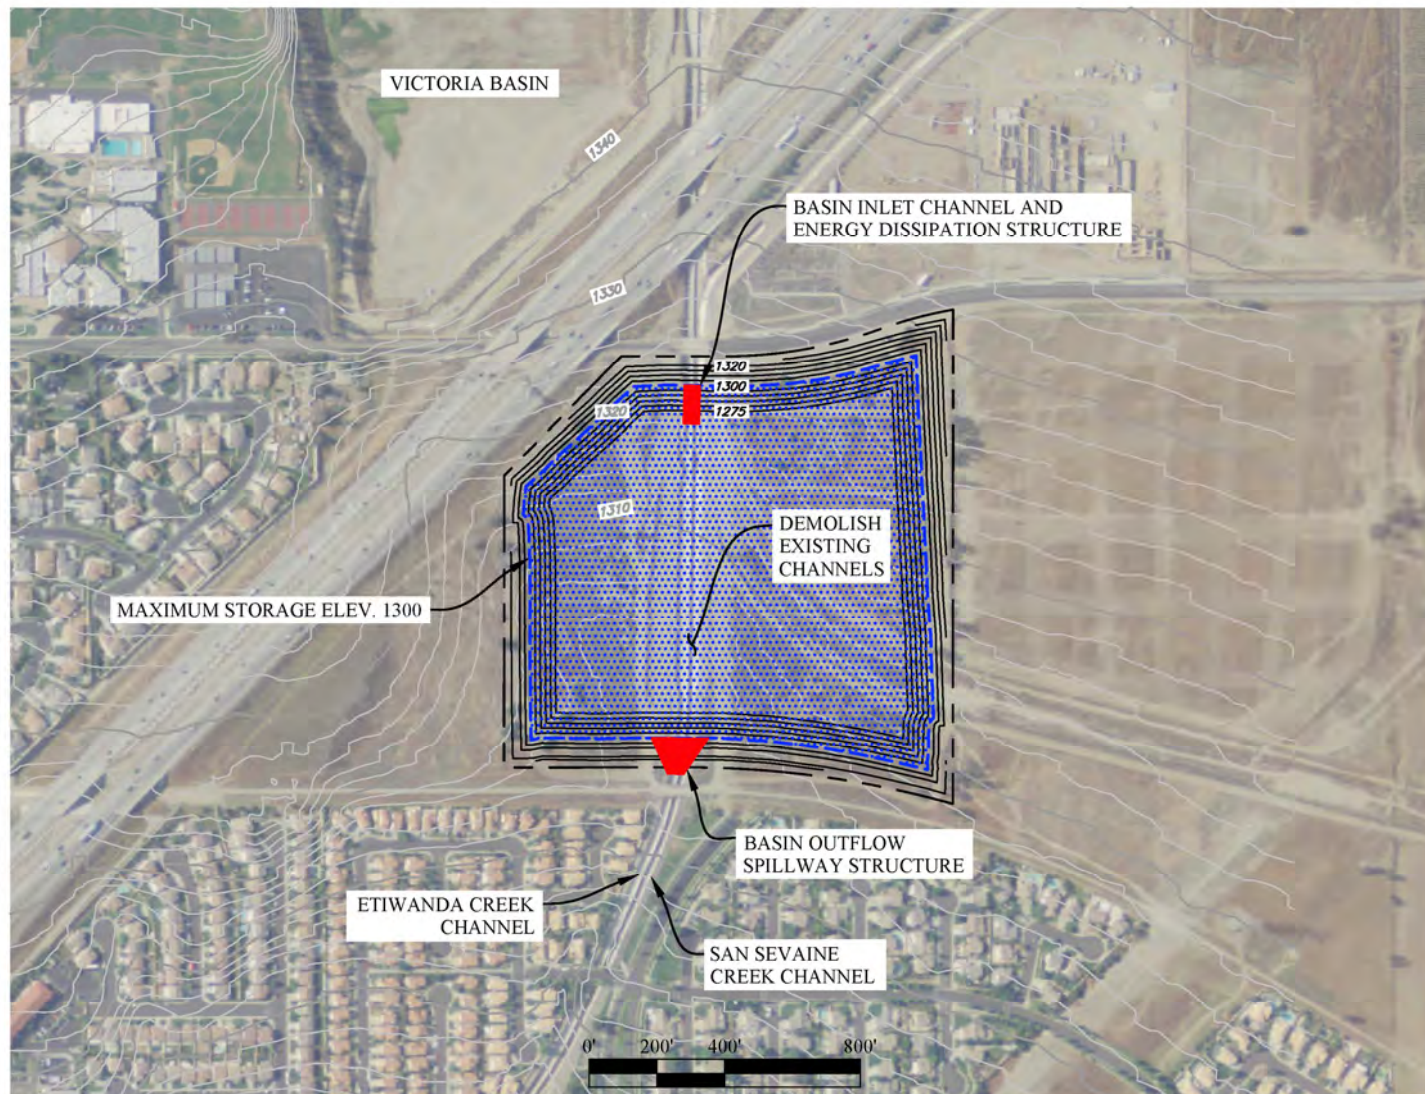 VICTORIA BASIN
1340
BASIN INLET CHANNEL AND
ENERGY DISSIPATION STRUCTURE
1330
1320
1300
1275
1320
1310
DEMOLISH
EXISTING
CHANNELS
MAXIMUM STORAGE ELEV. 1300
BASIN OUTFLOW
SPILLWAY STRUCTURE
ETIWANDA CREEK
CHANNEL
SAN SEVAINE
CREEK CHANNEL
0' 200' 400' 800'